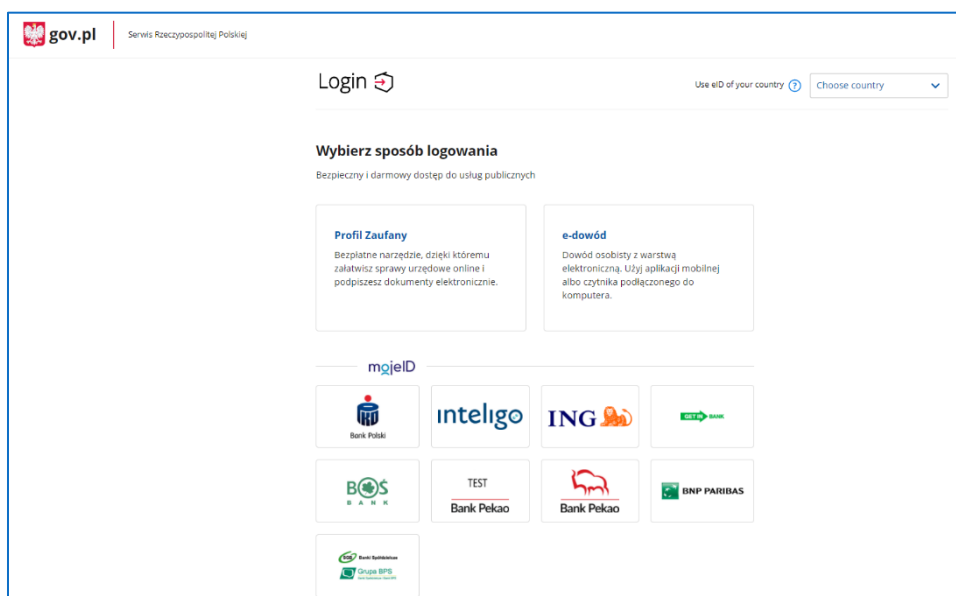 gov.pl
Serwis Rzeczypospolitej Polskiej
Login
Use eID of your country ?
Choose country
Wybierz sposób logowania
Bezpieczny i darmowy dostęp do usług publicznych
Profil Zaufany
Bezpłatne narzędzie, dzięki któremu
załatwisz sprawy urzędowe online i
podpiszesz dokumenty elektronicznie.
e-dowód
Dowód osobisty z warstwą
elektroniczną. Użyj aplikacji mobilnej
albo czytnika podłączonego do
komputera.
mojeID
Bank Polski
inteligo
ING
GET IN BANK
BOŚ
BANK
TEST
Bank Pekao
Bank Pekao
BNP PARIBAS
SGB Banki Spółdzielcze
Grupa BPS